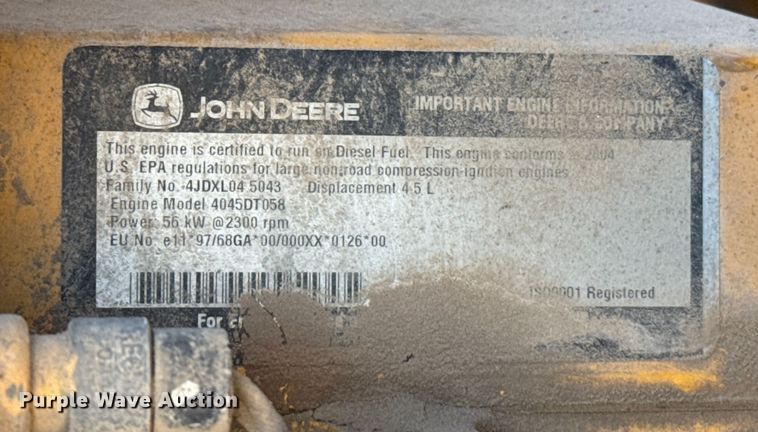 JOHN DEERE
IMPORTANT ENGINE INFORMATION
DEERE & COMPANY
This engine is certified to run on Diesel Fuel. This engine conforms 2004
U.S. EPA regulations for large nonroad compression-ignition engines
Family No. 4JDXL04.5043 Displacement 4.5 L
Engine Model 4045DT058
Power: 56 kW @2300 rpm
EU No. e11*97/68GA*00/000XX*0126*00
ISO9001 Registered
For
Purple Wave Auction